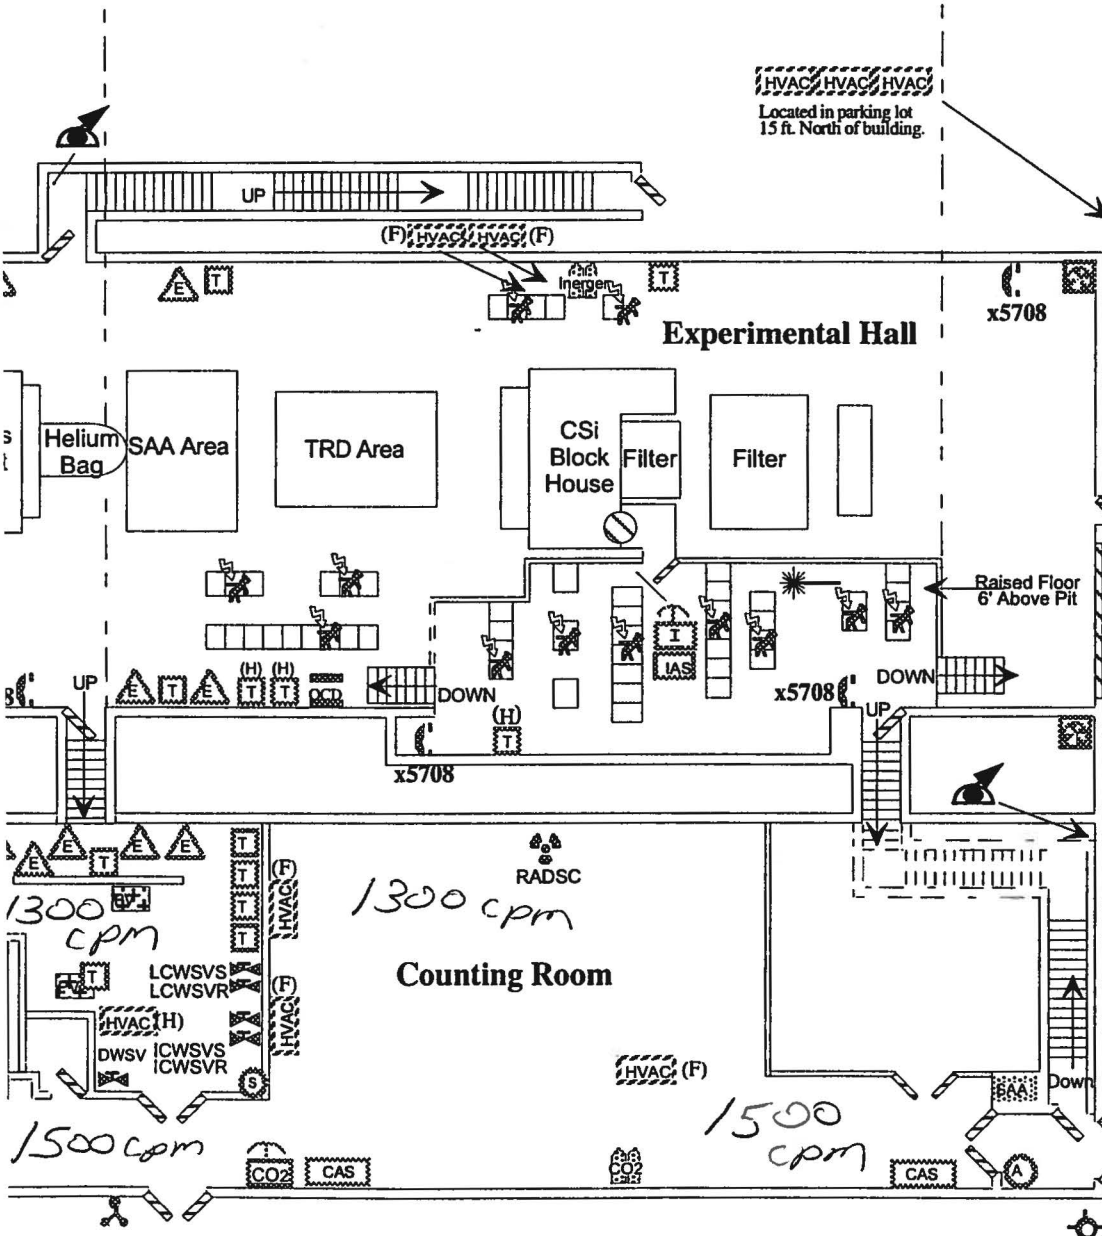 HVAC HVAC HVAC
Located in parking lot
15 ft. North of building.
UP
(F) HVAC HVAC (F)
E
T
Inergen
T
x5708
Experimental Hall
Helium
Bag
SAA Area
TRD Area
CSi
Block
House
Filter
Filter
Raised Floor
6' Above Pit
I
IAS
UP
E
T
E
(H)
T
(H)
T
OCD
DOWN
(H)
T
x5708
x5708
DOWN
UP
E
E
E
E
T
T
T
T
T
(F)
HVAC
RADSC
1300
cpm
1300 cpm
T
LCWSVS
LCWSVR
(F)
HVAC
Counting Room
HVAC (H)
DWSV
ICWSVS
ICWSVR
S
HVAC (F)
SAA
Down
1500 cpm
1500
cpm
CO2
CAS
CO2
CAS
A